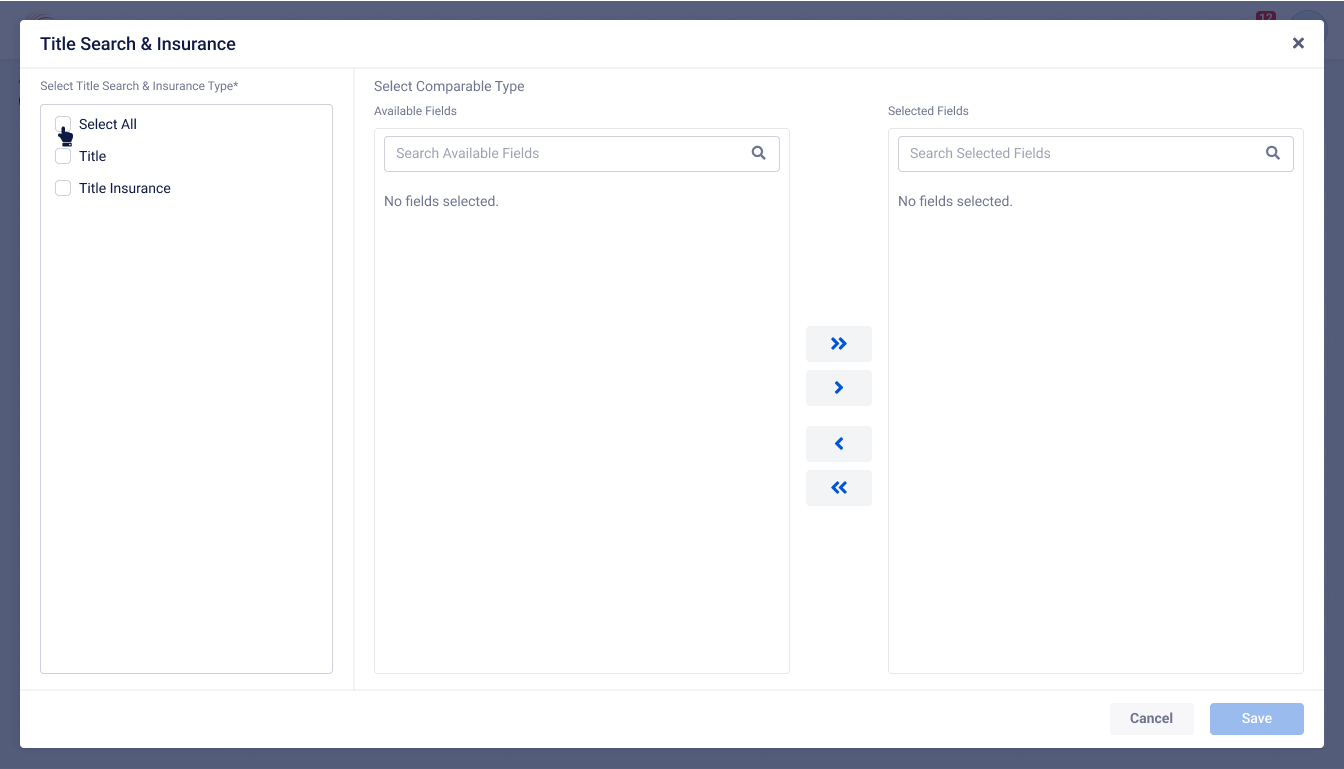 12
Title Search & Insurance
Select Title Search & Insurance Type*
Select All
Title
Title Insurance
Select Comparable Type
Available Fields
Search Available Fields
No fields selected.
Selected Fields
Search Selected Fields
No fields selected.
Cancel
Save